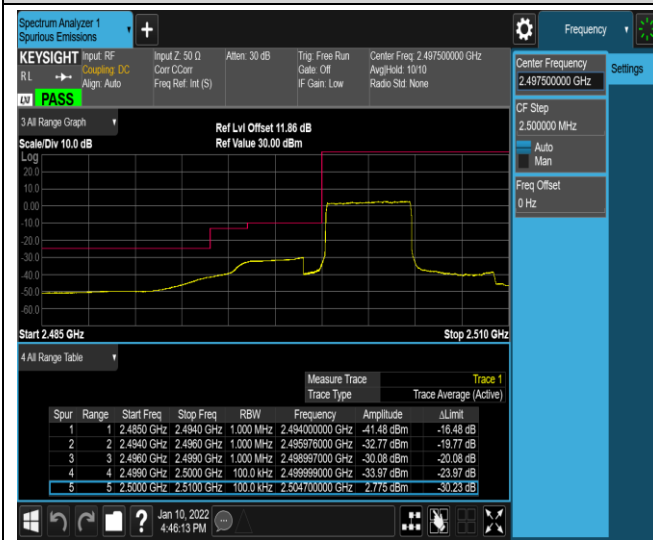 Spectrum Analyzer 1
Spurious Emissions
+
Frequency
KEYSIGHT
Input: RF
Input Z: 50 Ω
Atten: 30 dB
Trig: Free Run
Center Freq: 2.497500000 GHz
RL
Coupling: DC
Corr CCorr
Gate: Off
Avg|Hold: 10/10
Align: Auto
Freq Ref: Int (S)
IF Gain: Low
Radio Std: None
LXI
PASS
Center Frequency
2.497500000 GHz
Settings
CF Step
2.500000 MHz
Auto
Man
Freq Offset
0 Hz
3 All Range Graph
Ref Lvl Offset 11.86 dB
Scale/Div 10.0 dB
Ref Value 30.00 dBm
Log
20.0
10.0
0.00
-10.0
-20.0
-30.0
-40.0
-50.0
-60.0
Start 2.485 GHz
Stop 2.510 GHz
4 All Range Table
Measure Trace Trace 1
Trace Type Trace Average (Active)
Spur Range Start Freq Stop Freq RBW Frequency Amplitude ΔLimit
1 1 2.4850 GHz 2.4940 GHz 1.000 MHz 2.494000000 GHz -41.48 dBm -16.48 dB
2 2 2.4940 GHz 2.4960 GHz 1.000 MHz 2.495976000 GHz -32.77 dBm -19.77 dB
3 3 2.4960 GHz 2.4990 GHz 1.000 MHz 2.498997000 GHz -30.08 dBm -20.08 dB
4 4 2.4990 GHz 2.5000 GHz 100.0 kHz 2.499999000 GHz -33.97 dBm -23.97 dB
5 5 2.5000 GHz 2.5100 GHz 100.0 kHz 2.504700000 GHz 2.775 dBm -30.23 dB
?
Jan 10, 2022
4:46:13 PM